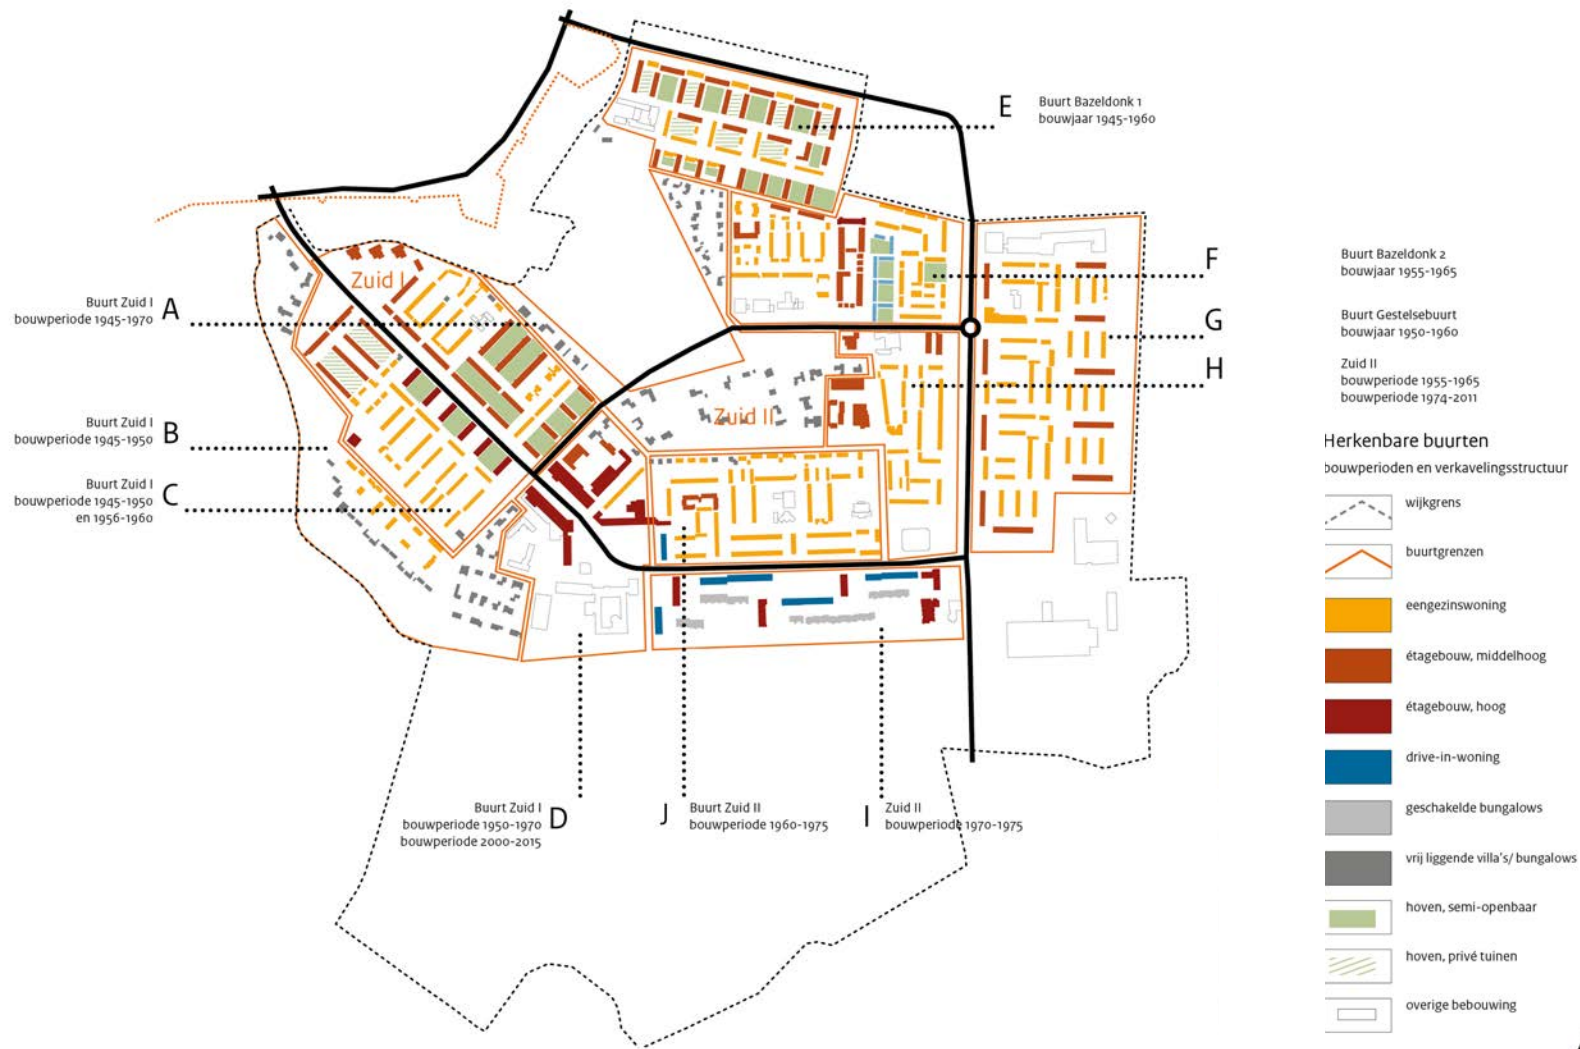 E
Buurt Bazeldonk 1
bouwjaar 1945-1960
Zuid I
Buurt Zuid I
bouwperiode 1945-1970
A
F
Buurt Bazeldonk 2
bouwjaar 1955-1965
G
Buurt Gestelsebuurt
bouwjaar 1950-1960
H
Zuid II
bouwperiode 1955-1965
bouwperiode 1974-2011
Zuid II
Buurt Zuid I
bouwperiode 1945-1950
B
Buurt Zuid I
bouwperiode 1945-1950
en 1956-1960
C
Buurt Zuid I
bouwperiode 1950-1970
bouwperiode 2000-2015
D
J
Buurt Zuid II
bouwperiode 1960-1975
I
Zuid II
bouwperiode 1970-1975
Herkenbare buurten
bouwperioden en verkavelingsstructuur
wijkgrens
buurtgrenzen
eengezinswoning
étagebouw, middelhoog
étagebouw, hoog
drive-in-woning
geschakelde bungalows
vrij liggende villa's/ bungalows
hoven, semi-openbaar
hoven, privé tuinen
overige bebouwing